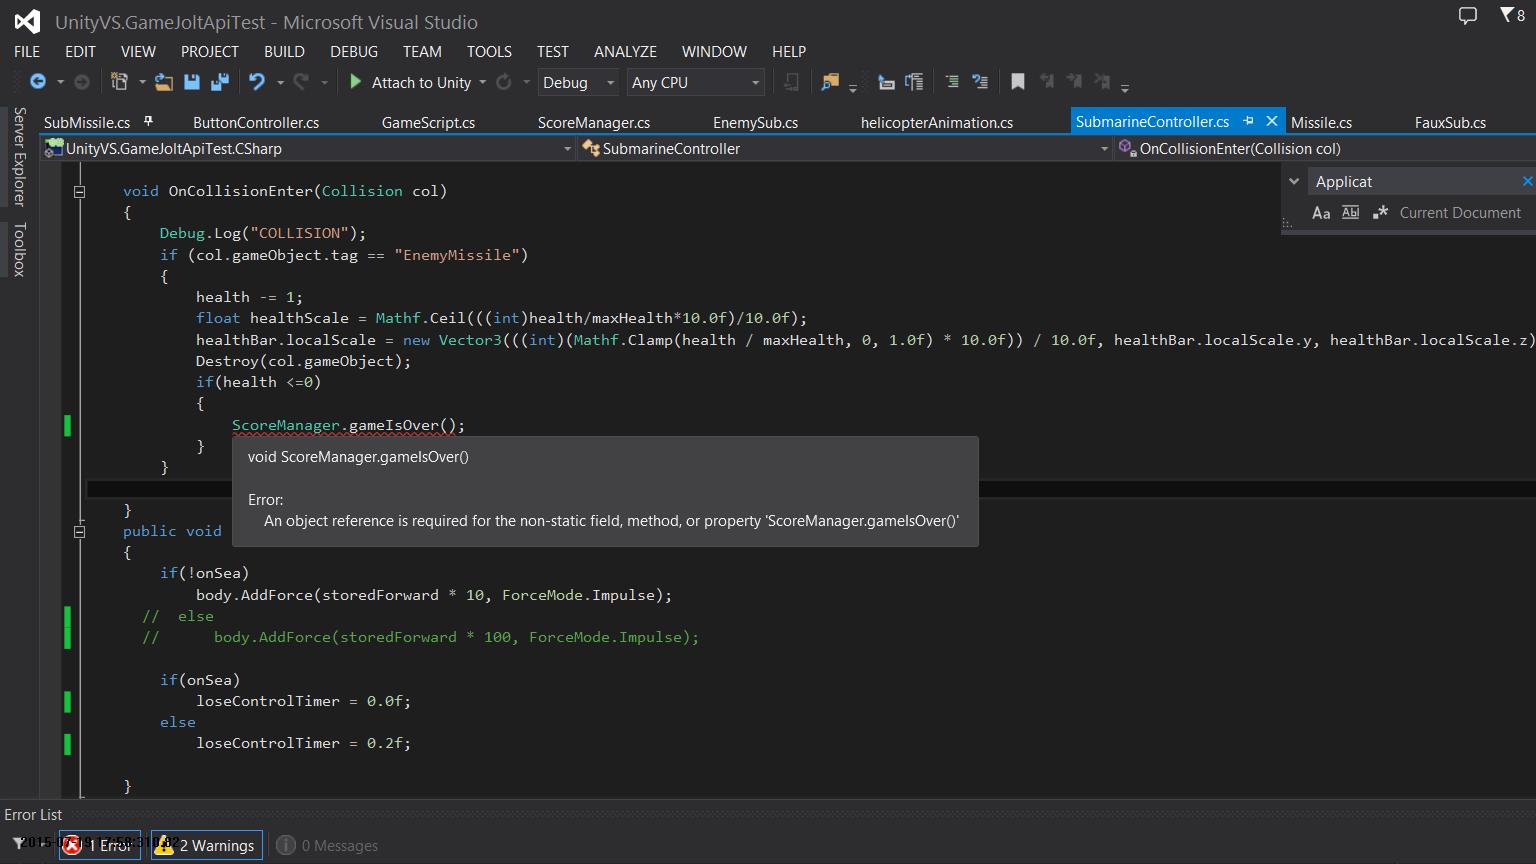 UnityVS.GameJoltApiTest - Microsoft Visual Studio
8
FILE EDIT VIEW PROJECT BUILD DEBUG TEAM TOOLS TEST ANALYZE WINDOW HELP
Attach to Unity Debug Any CPU
Server Explorer
Toolbox
SubMissile.cs ButtonController.cs GameScript.cs ScoreManager.cs EnemySub.cs helicopterAnimation.cs SubmarineController.cs Missile.cs FauxSub.cs
UnityVS.GameJoltApiTest.CSharp SubmarineController OnCollisionEnter(Collision col)
Applicat
Aa Abl .* Current Document
void OnCollisionEnter(Collision col)
{
Debug.Log("COLLISION");
if (col.gameObject.tag == "EnemyMissile")
{
health -= 1;
float healthScale = Mathf.Ceil(((int)health/maxHealth*10.0f)/10.0f);
healthBar.localScale = new Vector3(((int)(Mathf.Clamp(health / maxHealth, 0, 1.0f) * 10.0f)) / 10.0f, healthBar.localScale.y, healthBar.localScale.z)
Destroy(col.gameObject);
if(health <=0)
{
ScoreManager.gameIsOver();
}
void ScoreManager.gameIsOver()
}
Error:
An object reference is required for the non-static field, method, or property 'ScoreManager.gameIsOver()'
}
public void
{
if(!onSea)
body.AddForce(storedForward * 10, ForceMode.Impulse);
// else
// body.AddForce(storedForward * 100, ForceMode.Impulse);
if(onSea)
loseControlTimer = 0.0f;
else
loseControlTimer = 0.2f;
}
Error List
1 Error 2 Warnings 0 Messages